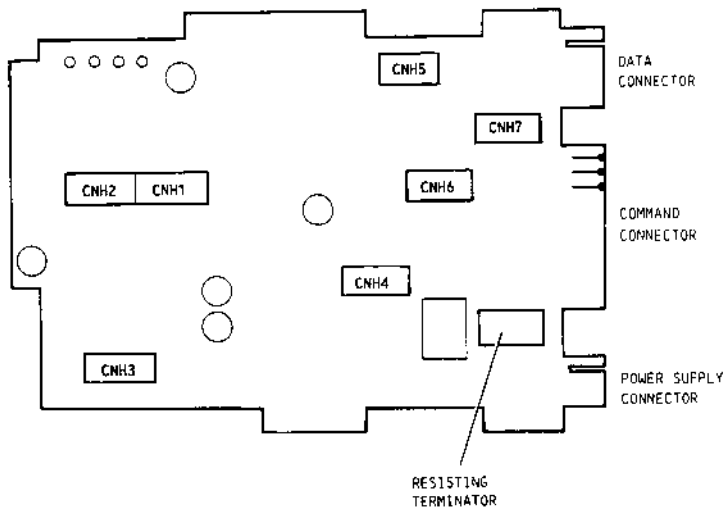 CNH5
DATA
CONNECTOR
CNH7
CNH2
CNH1
CNH6
COMMAND
CONNECTOR
CNH4
CNH3
POWER SUPPLY
CONNECTOR
RESISTING
TERMINATOR